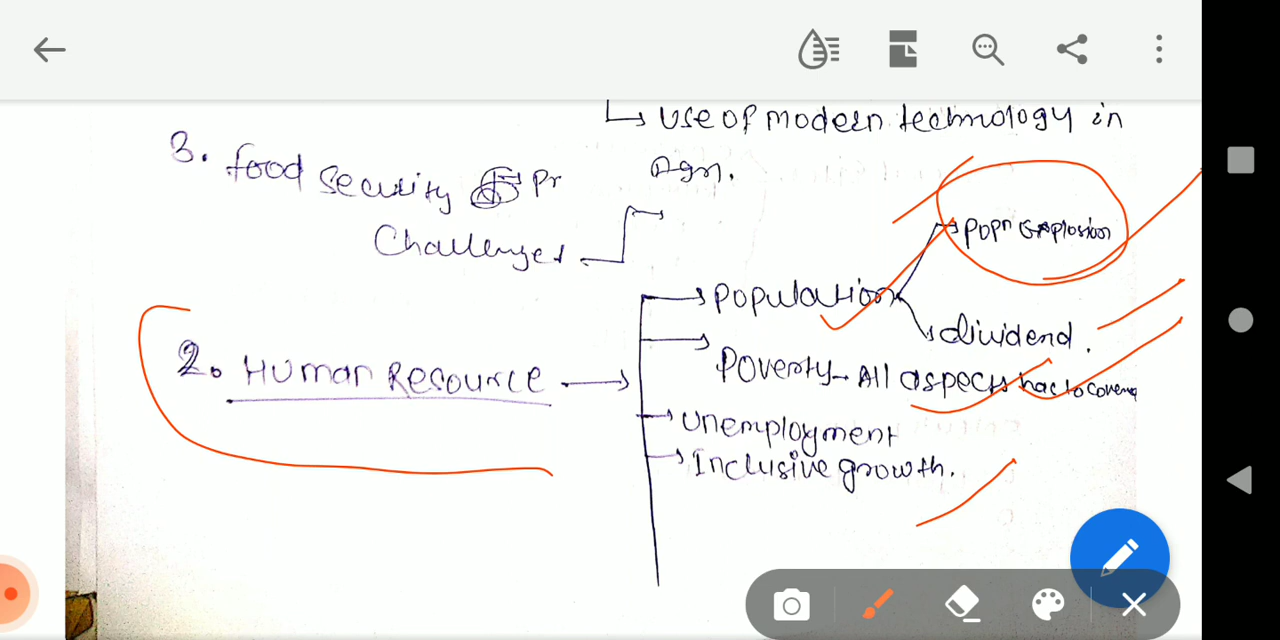 ↳ Use of modern technology in
Agri.
3. food security Pr
Challenges
Popn Explosion
Population
dividend.
2. Human Resource →
Poverty - All aspects has to covered
Unemployment
Inclusive growth.